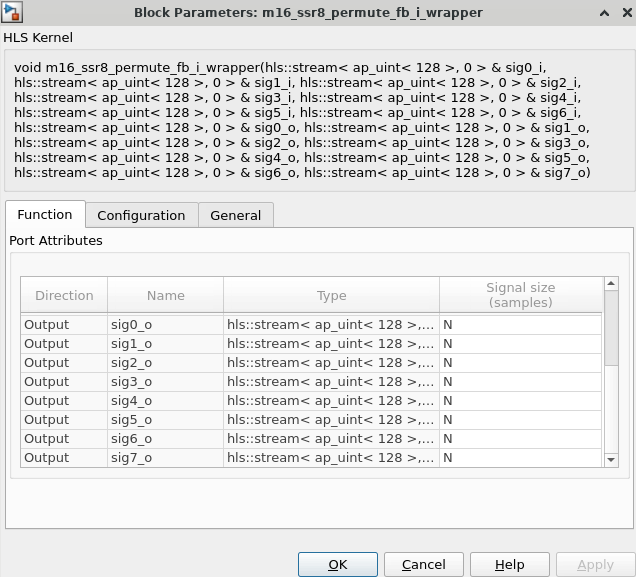 Block Parameters: m16_ssr8_permute_fb_i_wrapper
HLS Kernel
void m16_ssr8_permute_fb_i_wrapper(hls::stream< ap_uint< 128 >, 0 > & sig0_i,
hls::stream< ap_uint< 128 >, 0 > & sig1_i, hls::stream< ap_uint< 128 >, 0 > & sig2_i,
hls::stream< ap_uint< 128 >, 0 > & sig3_i, hls::stream< ap_uint< 128 >, 0 > & sig4_i,
hls::stream< ap_uint< 128 >, 0 > & sig5_i, hls::stream< ap_uint< 128 >, 0 > & sig6_i,
hls::stream< ap_uint< 128 >, 0 > & sig0_o, hls::stream< ap_uint< 128 >, 0 > & sig1_o,
hls::stream< ap_uint< 128 >, 0 > & sig2_o, hls::stream< ap_uint< 128 >, 0 > & sig3_o,
hls::stream< ap_uint< 128 >, 0 > & sig4_o, hls::stream< ap_uint< 128 >, 0 > & sig5_o,
hls::stream< ap_uint< 128 >, 0 > & sig6_o, hls::stream< ap_uint< 128 >, 0 > & sig7_o)
Function Configuration General
Port Attributes
Direction Name Type Signal size (samples)
Output sig0_o hls::stream< ap_uint< 128 >,... N
Output sig1_o hls::stream< ap_uint< 128 >,... N
Output sig2_o hls::stream< ap_uint< 128 >,... N
Output sig3_o hls::stream< ap_uint< 128 >,... N
Output sig4_o hls::stream< ap_uint< 128 >,... N
Output sig5_o hls::stream< ap_uint< 128 >,... N
Output sig6_o hls::stream< ap_uint< 128 >,... N
Output sig7_o hls::stream< ap_uint< 128 >,... N
OK Cancel Help Apply